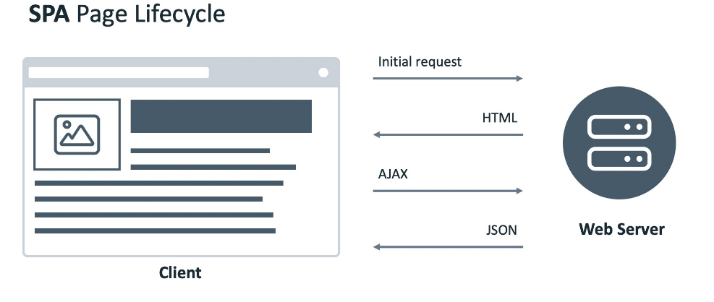 SPA Page Lifecycle
Initial request
HTML
AJAX
JSON
Client
Web Server